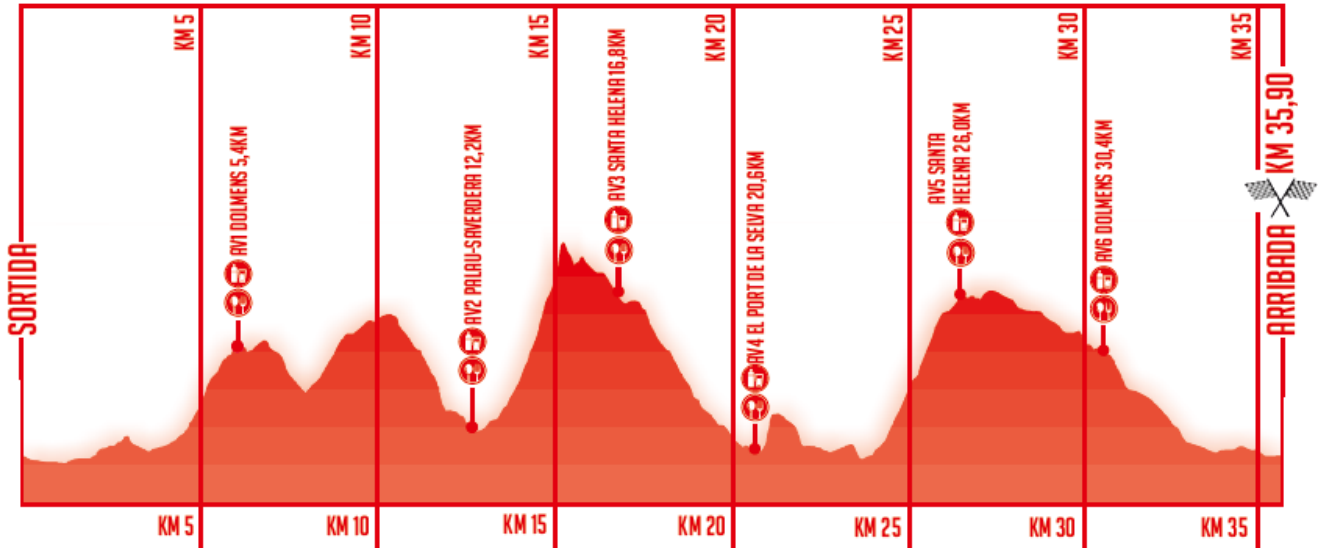 KM 5
KM 10
KM 15
KM 20
KM 25
KM 30
KM 35
SORTIDA
AV1 DOLMENS 5,4KM
AV2 PALAU-SAVERDERA 12,2KM
AV3 SANTA HELENA 16,8KM
AV4 EL PORT DE LA SELVA 20,6KM
AV5 SANTA
HELENA 26,0KM
AV6 DOLMENS 30,4KM
ARRIBADA KM 35,90
KM 5
KM 10
KM 15
KM 20
KM 25
KM 30
KM 35